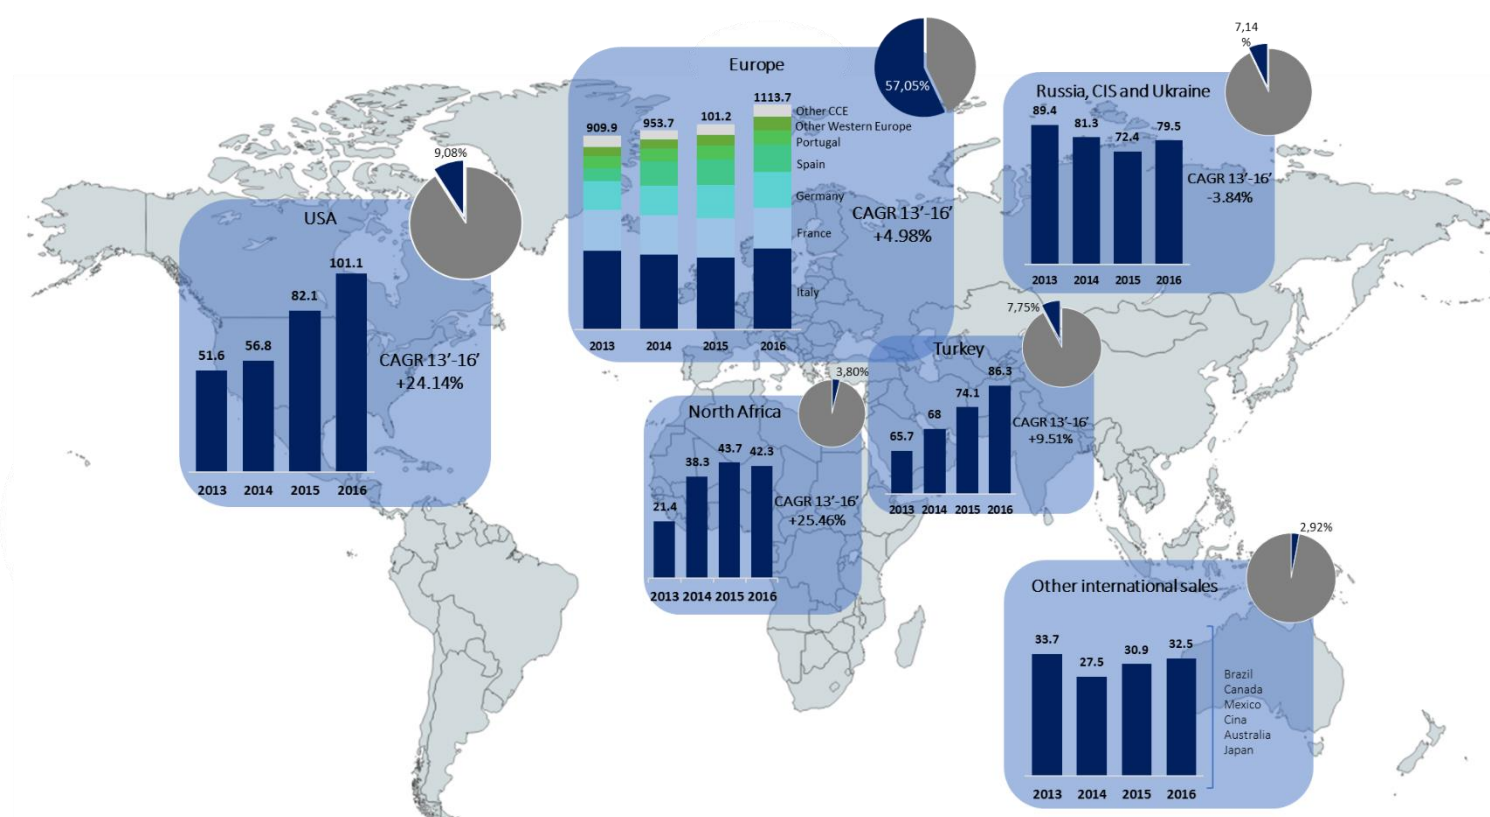 9,08%
USA
51.6
56.8
82.1
101.1
CAGR 13’-16’
+24.14%
2013 2014 2015 2016
57,05%
Europe
909.9
953.7
101.2
1113.7
Other CCE
Other Western Europe
Portugal
Spain
Germany
France
Italy
CAGR 13’-16’
+4.98%
2013 2014 2015 2016
7,14
%
Russia, CIS and Ukraine
89.4
81.3
72.4
79.5
CAGR 13’-16’
-3.84%
2013 2014 2015 2016
3,80%
North Africa
21.4
38.3
43.7
42.3
CAGR 13’-16’
+25.46%
2013 2014 2015 2016
7,75%
Turkey
65.7
68
74.1
86.3
CAGR 13’-16’
+9.51%
2013 2014 2015 2016
2,92%
Other international sales
33.7
27.5
30.9
32.5
Brazil
Canada
Mexico
Cina
Australia
Japan
2013 2014 2015 2016